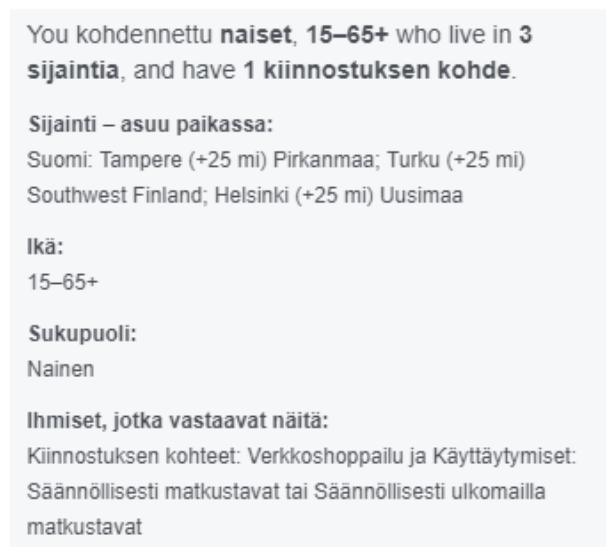 You kohdennettu naiset, 15–65+ who live in 3
sijaintia, and have 1 kiinnostuksen kohde.
Sijainti – asuu paikassa:
Suomi: Tampere (+25 mi) Pirkanmaa; Turku (+25 mi)
Southwest Finland; Helsinki (+25 mi) Uusimaa
Ikä:
15–65+
Sukupuoli:
Nainen
Ihmiset, jotka vastaavat näitä:
Kiinnostuksen kohteet: Verkkoshoppailu ja Käyttäytymiset:
Säännöllisesti matkustavat tai Säännöllisesti ulkomailla
matkustavat